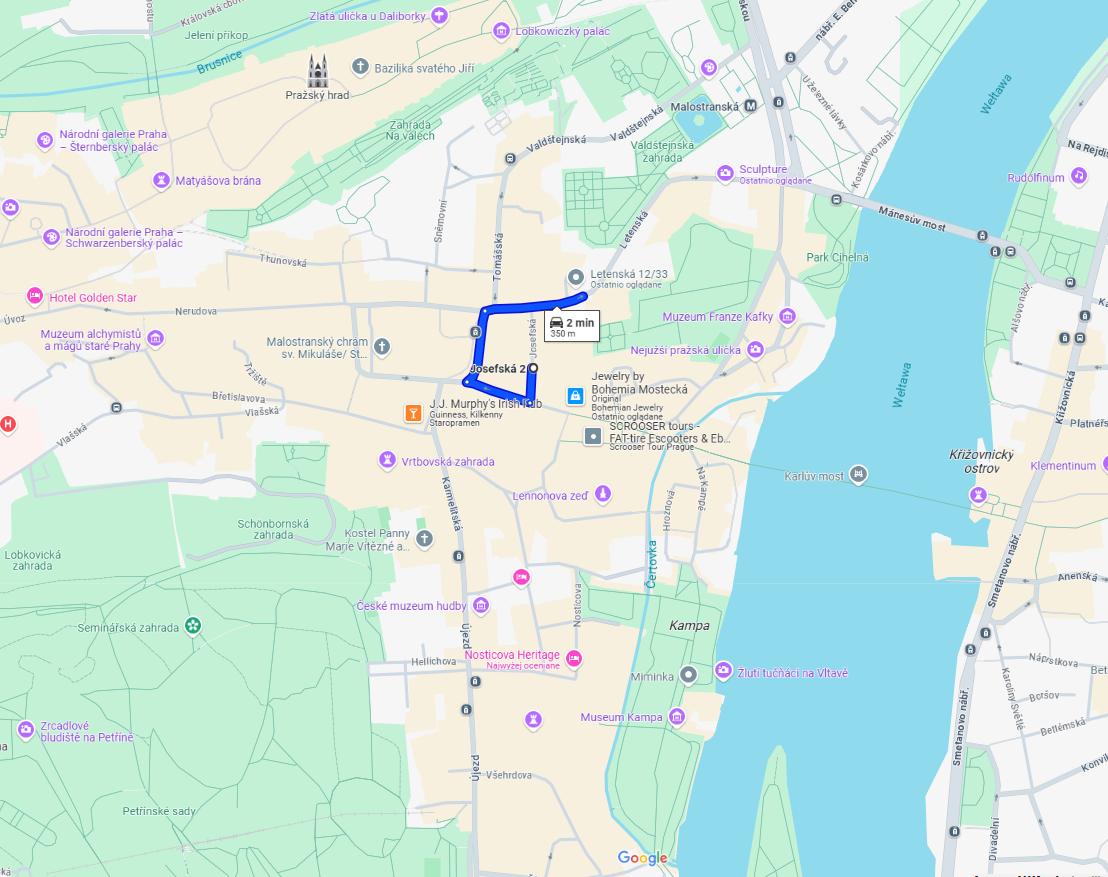 Královská obora
Zlatá ulička u Daliborky
Lobkowiczký palác
Jelení příkop
Brusnice
nábř. E. Ben
Bazilika svatého Jiří
Pražský hrad
Malostranská
M
U železné lávky
Kosárkovo nábř.
Weltawa
Na Rejdiš
Zahrada
Na Valech
Valdštejnská
Valdštejnská
Valdštejnská
zahrada
Národní galerie Praha
– Šternberský palác
Matyášova brána
Sculpture
Ostatnio oglądane
Rudolfinum
Mánesův most
Sněmovní
Tomášská
Letenská
Národní galerie Praha –
Schwarzenberský palác
Thunovská
Park Cihelná
Letenská 12/33
Ostatnio oglądane
Hotel Golden Star
Úvoz
Nerudova
Muzeum Franze Kafky
Alšovo nábř.
2 min
350 m
Josefská
Muzeum alchymistů
a mágů staré Prahy
Malostranský chrám
sv. Mikuláše/ St...
Nejužší pražská ulička
Tržiště
Josefská 2
Břetislavova
Vlašská
Vlašská
Jewelry by
Bohemia Mostecká
Original
Bohemian Jewelry
Ostatnio oglądane
Wełtawa
Křižovnická
Platnéřs
J.J. Murphy's Irish Pub
Guinness, Kilkenny
Staropramen
H
SCROOSER tours -
FAT-tire Escooters & Eb...
Scrooser Tour Prague
Vrtbovská zahrada
Křižovnický
ostrov
Klementinum
Karlův most
Na Kampě
Hroznová
Lennonova zeď
Karmelitská
Schönbornská
zahrada
Kostel Panny
Marie Vítězné a...
Lobkovická
zahrada
Čertovka
Smetanovo nábř.
Anenská
České muzeum hudby
Nosticova
Seminářská zahrada
Kampa
Újezd
Hellichova
Nosticova Heritage
Najwyżej oceniane
Náprstkova
Miminka
Žlutí tučňáci na Vltavě
Karoliny Světlé
Boršov
Betlémská
Museum Kampa
Zrcadlové
bludiště na Petříně
Smetanovo nábř.
Konvik
Újezd
Všehrdova
Petřínské sady
Divadelní
Google